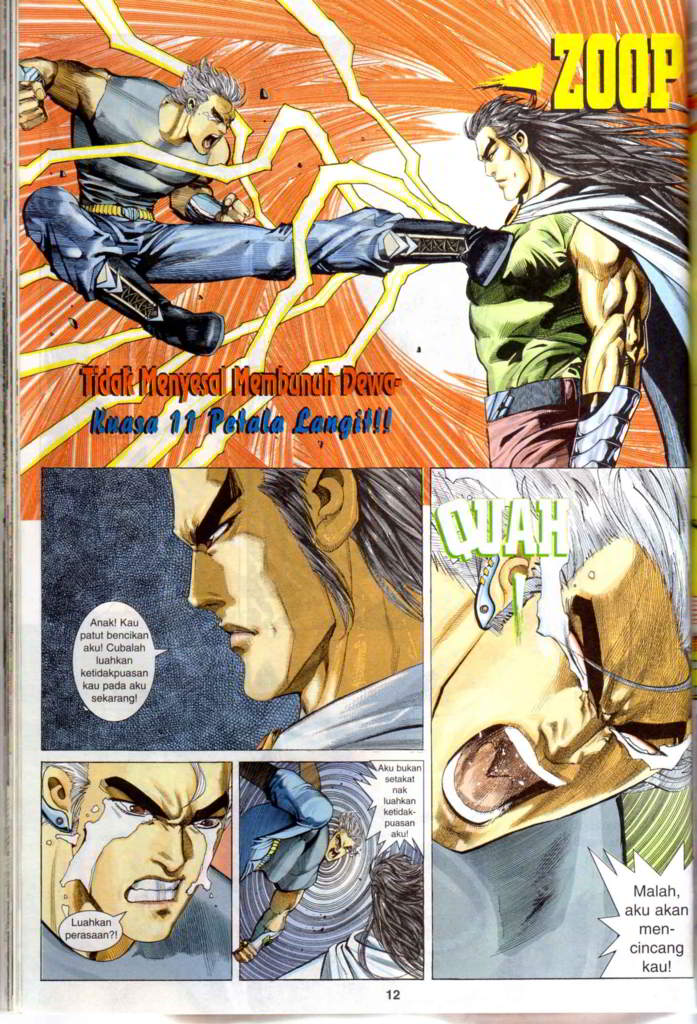 ZOOP
Tidak Menyesal Membunuh Dewa-
Kuasa 11 Petala Langit!!
Anak! Kau
patut bencikan
aku! Cubalah
luahkan
ketidakpuasan
kau pada aku
sekarang!
QUAH
Luahkan
perasaan?!
Aku bukan
setakat
nak
luahkan
ketidak-
puasan
aku!
Malah,
aku akan
men-
cincang
kau!
12